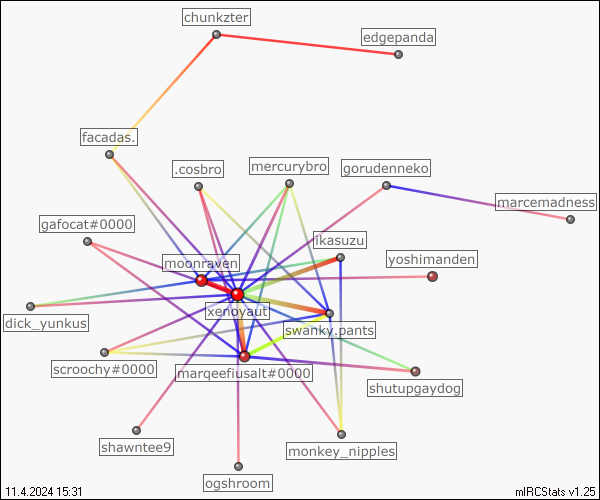 chunkzter
edgepanda
facadas.
.cosbro
mercurybro
gorudenneko
marcemadness
gafocat#0000
ikasuzu
moonraven
yoshimanden
xenoyaut
dick_yunkus
swanky.pants
scroochy#0000
marqeefiusalt#0000
shutupgaydog
shawntee9
monkey_nipples
ogshroom
11.4.2024 15:31
mIRCStats v1.25